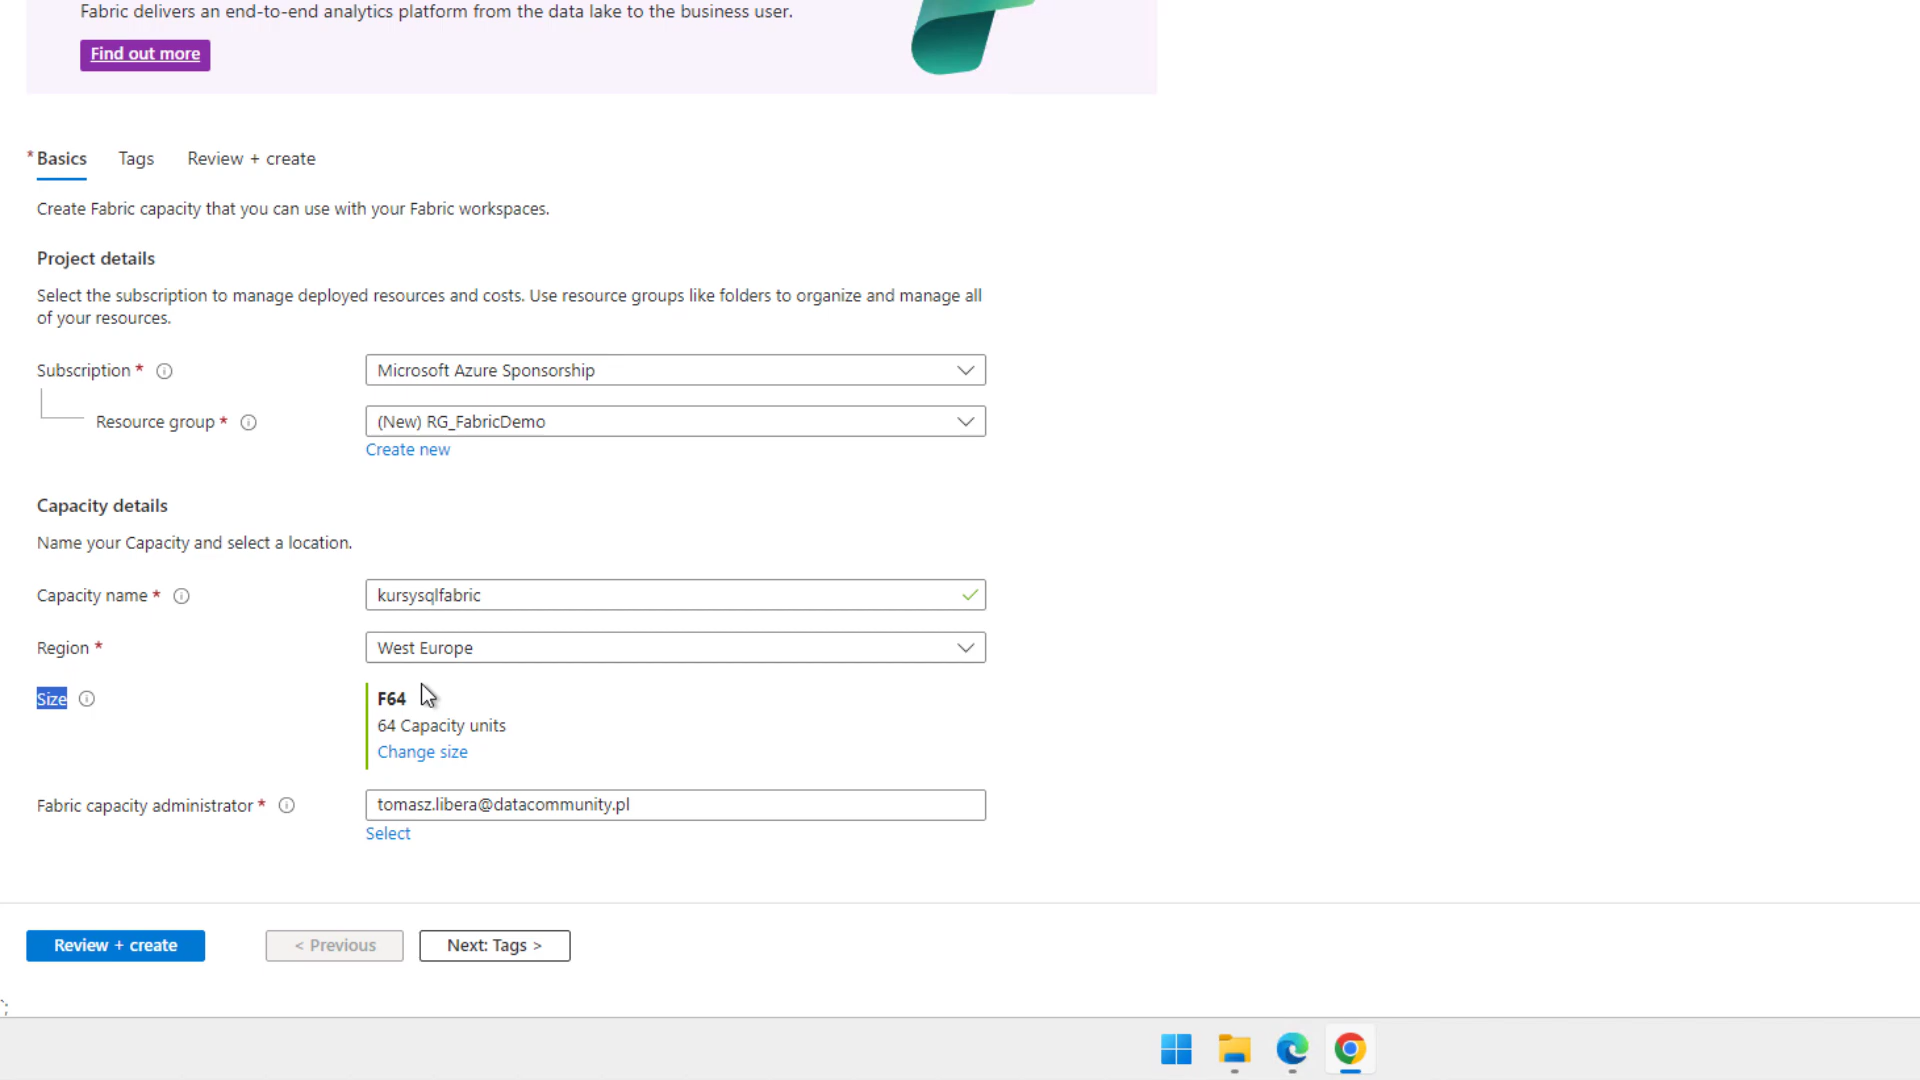 Fabric delivers an end-to-end analytics platform from the data lake to the business user.
Find out more
* Basics Tags Review + create
Create Fabric capacity that you can use with your Fabric workspaces.
Project details
Select the subscription to manage deployed resources and costs. Use resource groups like folders to organize and manage all
of your resources.
Subscription * Microsoft Azure Sponsorship
Resource group * (New) RG_FabricDemo
Create new
Capacity details
Name your Capacity and select a location.
Capacity name * kursysqlfabric
Region * West Europe
Size F64
64 Capacity units
Change size
Fabric capacity administrator * tomasz.libera@datacommunity.pl
Select
Review + create < Previous Next: Tags >